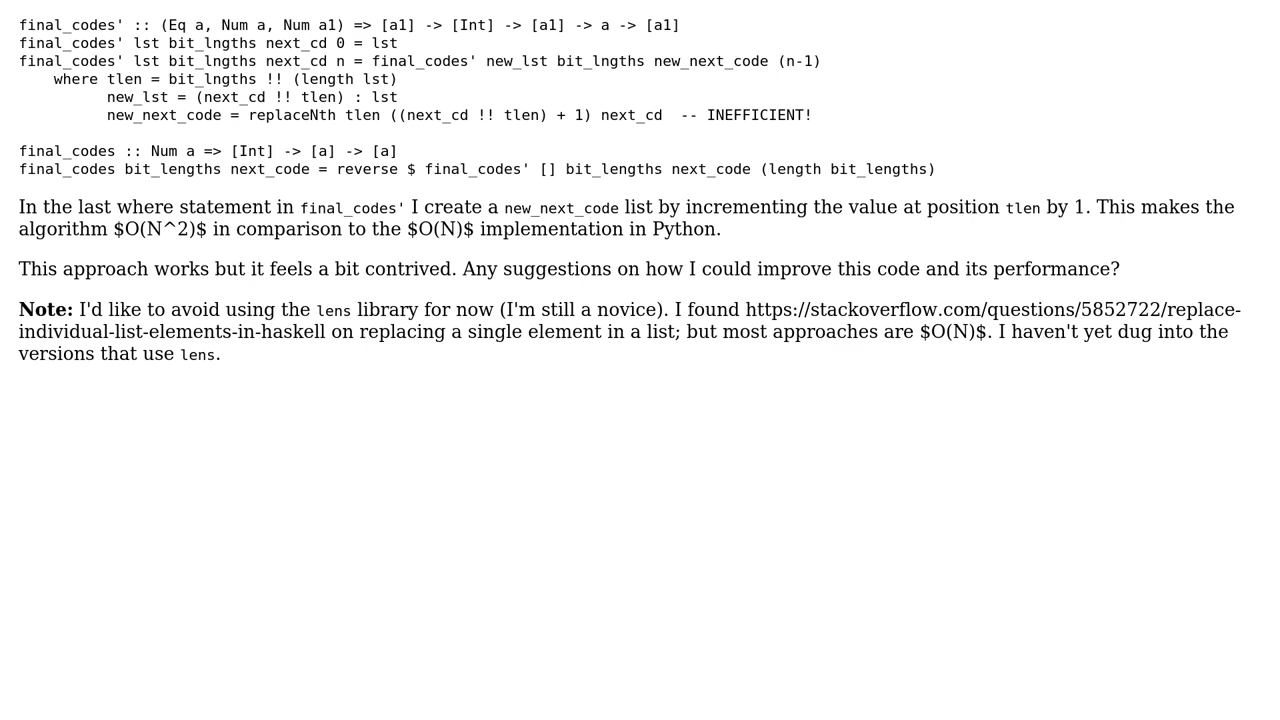 final_codes' :: (Eq a, Num a, Num a1) => [a1] -> [Int] -> [a1] -> a -> [a1]
final_codes' lst bit_lngths next_cd 0 = lst
final_codes' lst bit_lngths next_cd n = final_codes' new_lst bit_lngths new_next_code (n-1)
    where tlen = bit_lngths !! (length lst)
          new_lst = (next_cd !! tlen) : lst
          new_next_code = replaceNth tlen ((next_cd !! tlen) + 1) next_cd  -- INEFFICIENT!

final_codes :: Num a => [Int] -> [a] -> [a]
final_codes bit_lengths next_code = reverse $ final_codes' [] bit_lengths next_code (length bit_lengths)

In the last where statement in final_codes' I create a new_next_code list by incrementing the value at position tlen by 1. This makes the
algorithm $O(N^2)$ in comparison to the $O(N)$ implementation in Python.

This approach works but it feels a bit contrived. Any suggestions on how I could improve this code and its performance?

Note: I'd like to avoid using the lens library for now (I'm still a novice). I found https://stackoverflow.com/questions/5852722/replace-
individual-list-elements-in-haskell on replacing a single element in a list; but most approaches are $O(N)$. I haven't yet dug into the
versions that use lens.